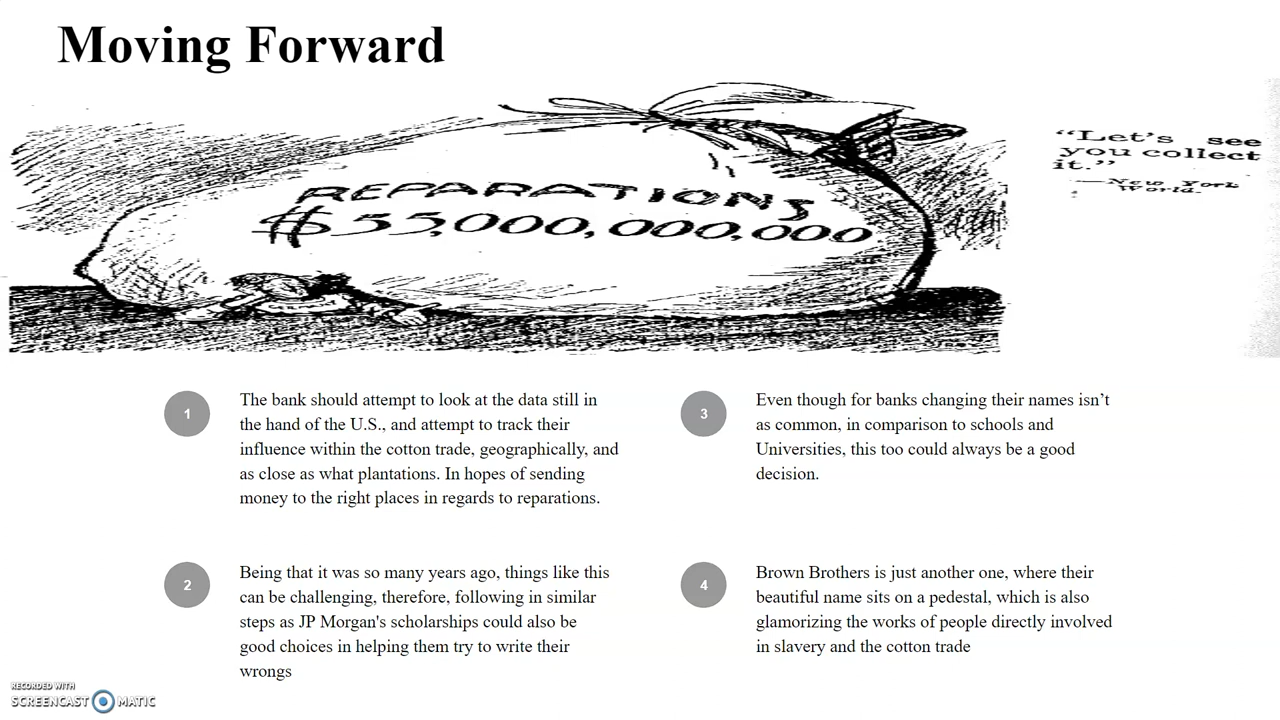 Moving Forward
REPARATIONS
$55,000,000,000
“Let's see
you collect
it.”
—New York
World.
1
The bank should attempt to look at the data still in
the hand of the U.S., and attempt to track their
influence within the cotton trade, geographically, and
as close as what plantations. In hopes of sending
money to the right places in regards to reparations.
2
Being that it was so many years ago, things like this
can be challenging, therefore, following in similar
steps as JP Morgan's scholarships could also be
good choices in helping them try to write their
wrongs
3
Even though for banks changing their names isn’t
as common, in comparison to schools and
Universities, this too could always be a good
decision.
4
Brown Brothers is just another one, where their
beautiful name sits on a pedestal, which is also
glamorizing the works of people directly involved
in slavery and the cotton trade
RECORDED WITH
SCREENCAST MATIC